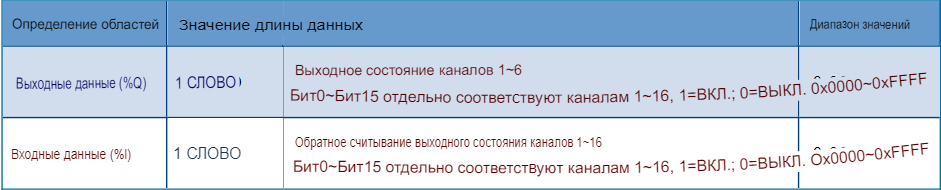 Определение областей Значение длины данных Диапазон значений
Выходные данные (%Q) 1 СЛОВО Выходное состояние каналов 1~6
Бит0~Бит15 отдельно соответствуют каналам 1~16, 1=ВКЛ.; 0=ВЫКЛ. 0x0000~0xFFFF
Входные данные (%I) 1 СЛОВО Обратное считывание выходного состояния каналов 1~16
Бит0~Бит15 отдельно соответствуют каналам 1~16, 1=ВКЛ.; 0=ВЫКЛ. Ox0000~0xFFFF